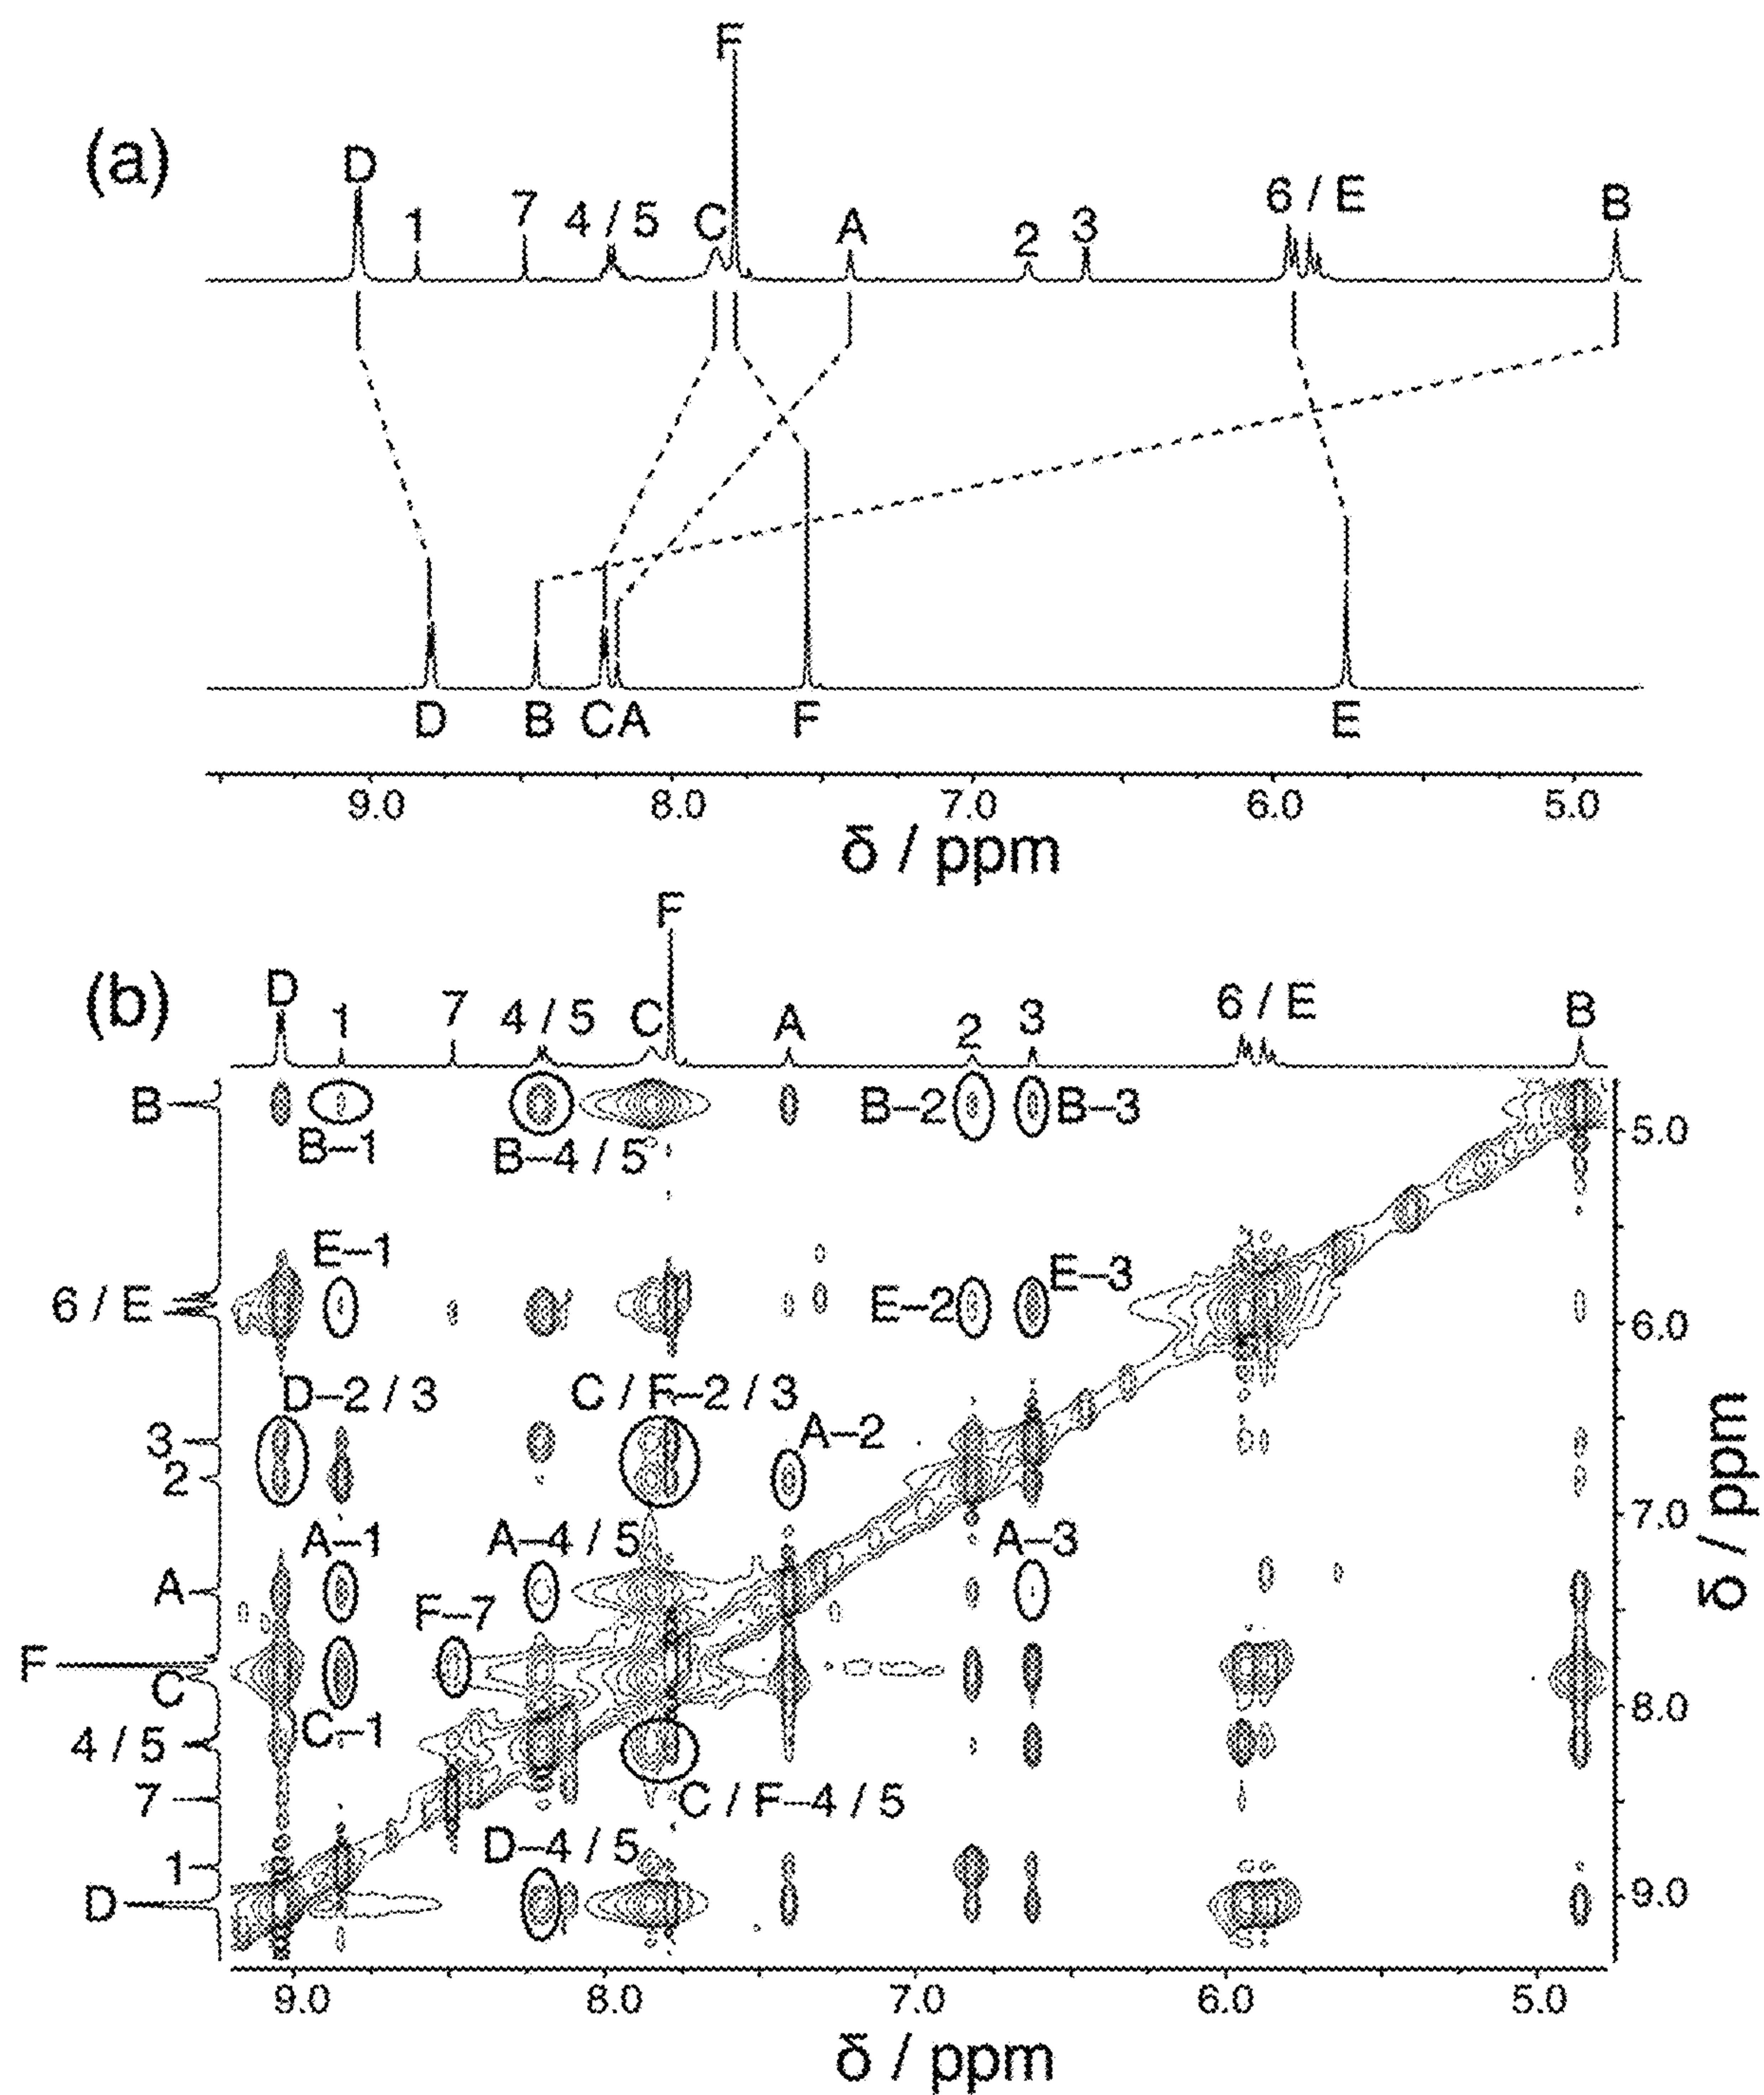 F
(a)
D
1
7
4 / 5
C
A
2
3
6 / E
B
D
B
C
A
F
E
9.0
8.0
7.0
6.0
5.0
δ / ppm
F
(b)
D
1
7
4 / 5
C
A
2
3
6 / E
B
B
B–1
B–4 / 5
B–2
B–3
5.0
E–1
E–3
6 / E
E–2
6.0
D–2 / 3
C / F–2 / 3
3
A–2
2
7.0
A–1
A–4 / 5
A–3
A
F–7
F
C
8.0
C–1
4 / 5
7
C / F–4 / 5
D–4 / 5
1
D
9.0
δ / ppm
9.0
8.0
7.0
6.0
5.0
δ / ppm